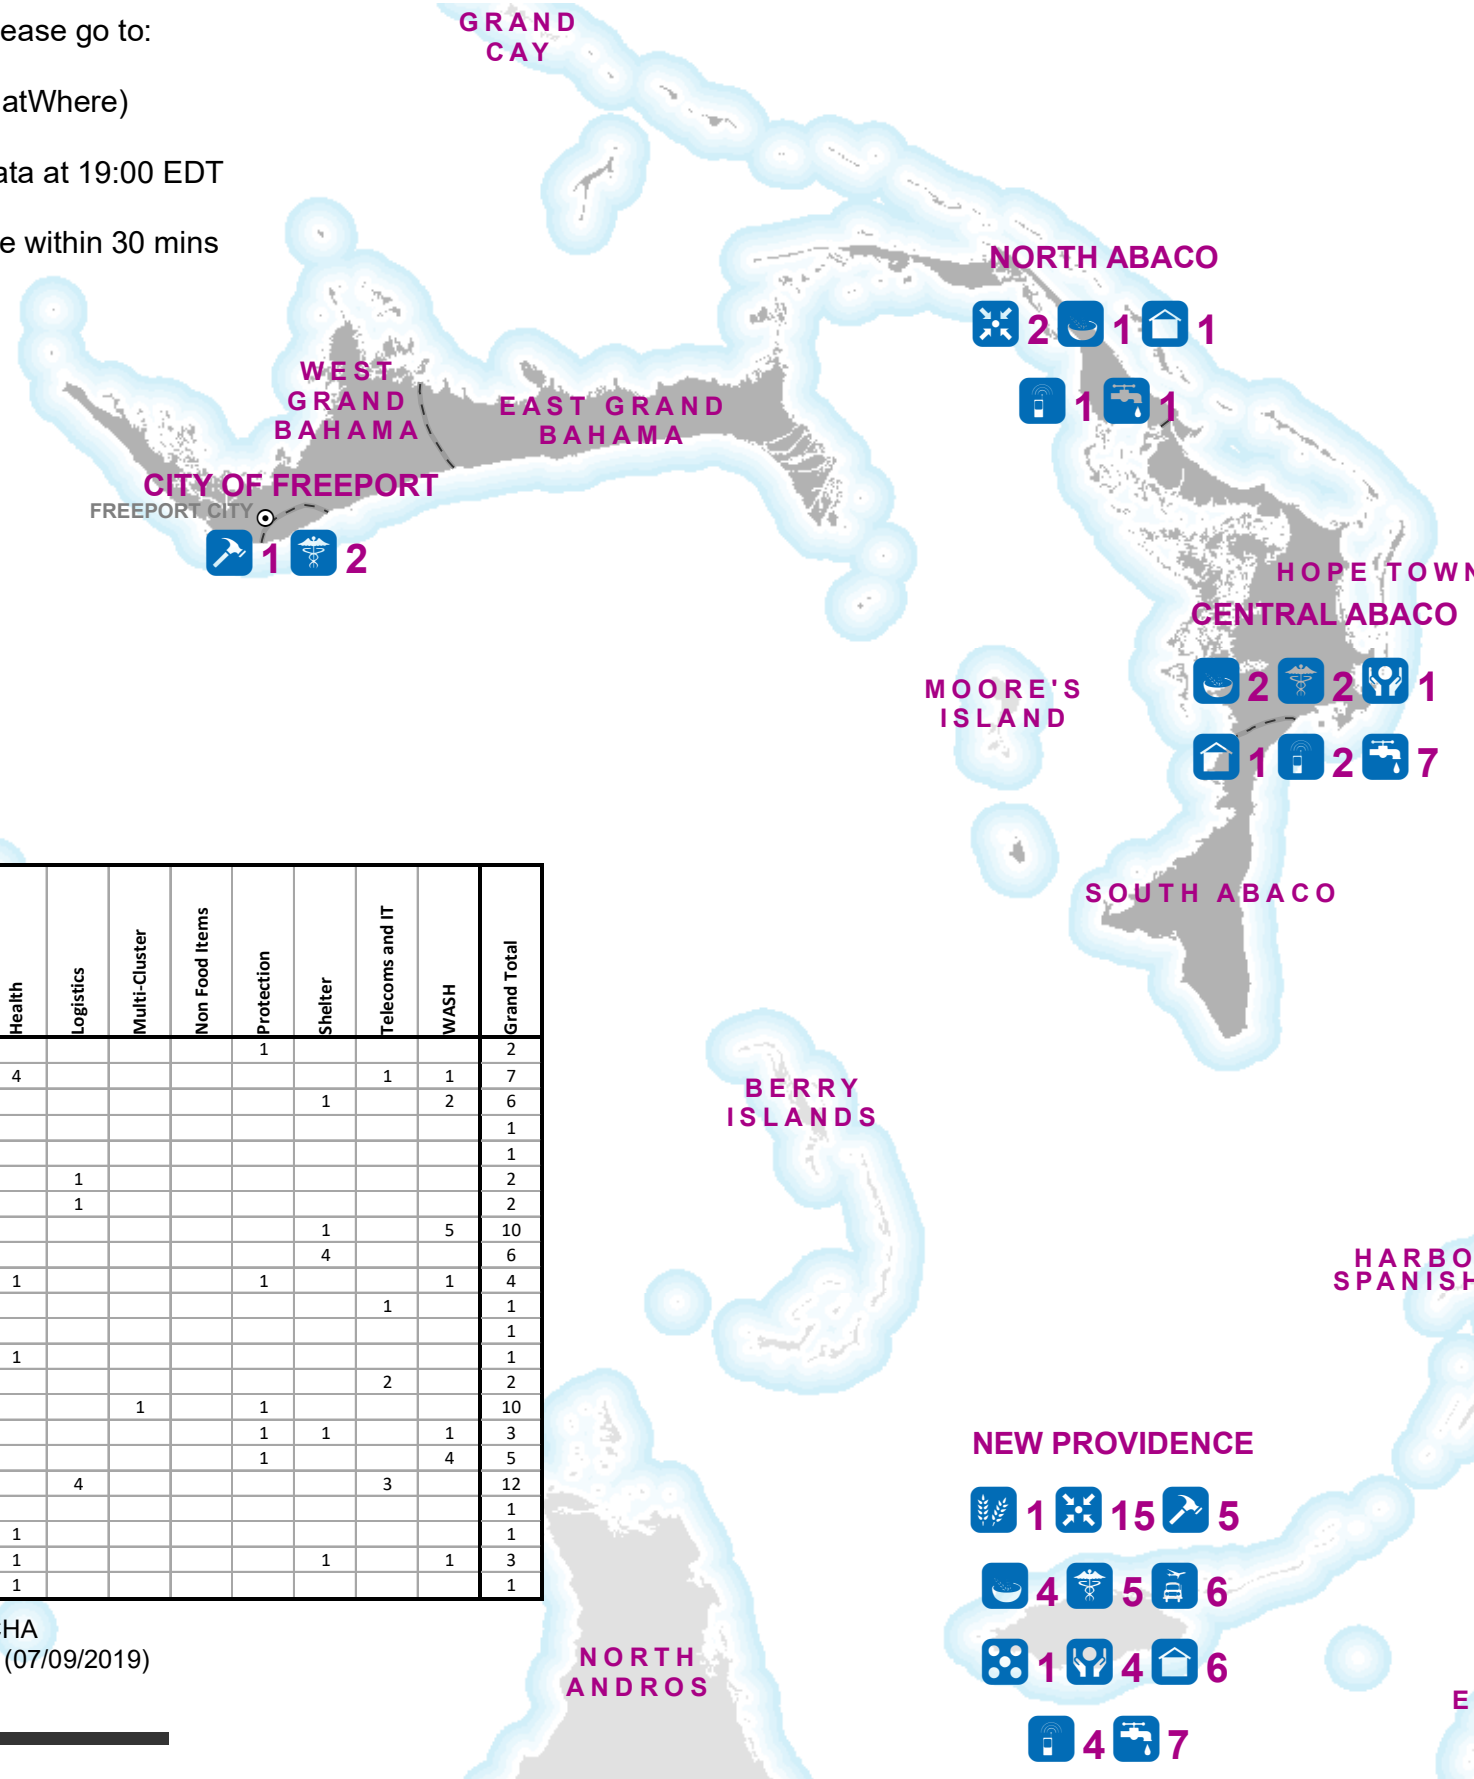 ease go to:
atWhere)
ata at 19:00 EDT
e within 30 mins
GRAND
CAY
NORTH ABACO
2 1 1
1 1
WEST
GRAND
BAHAMA
EAST GRAND
BAHAMA
CITY OF FREEPORT
FREEPORT CITY
1 2
HOPE TOWN
CENTRAL ABACO
2 2 1
1 2 7
MOORE'S
ISLAND
SOUTH ABACO
Health Logistics Multi-Cluster Non Food Items Protection Shelter Telecoms and IT WASH Grand Total
1 2
4 1 1 7
1 2 6
1
1
1 2
1 2
1 5 10
4 6
1 1 1 4
1 1
1
1 1
2 2
1 1 10
1 1 1 3
1 4 5
4 3 12
1
1 1
1 1 1 3
1 1
CHA
(07/09/2019)
BERRY
ISLANDS
HARBO
SPANISH
NEW PROVIDENCE
1 15 5
4 5 6
1 4 6
4 7
NORTH
ANDROS
E